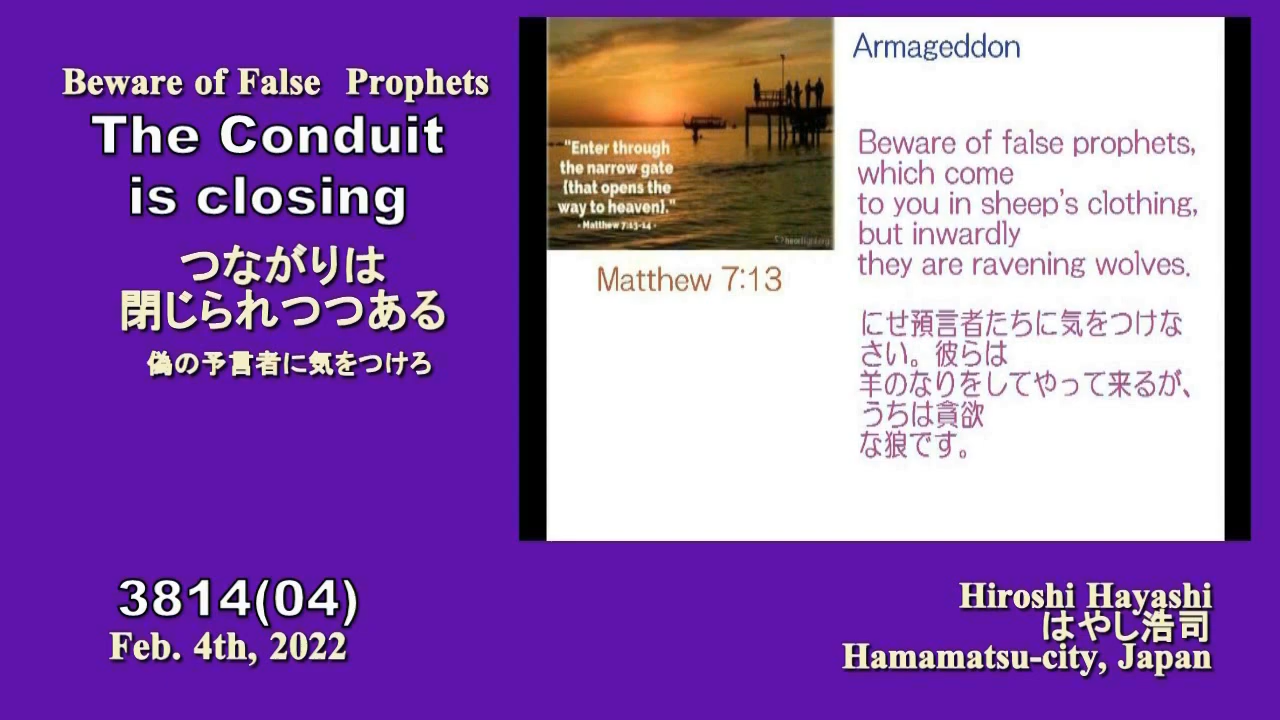 Beware of False Prophets
The Conduit
is closing
つながりは
閉じられつつある
偽の予言者に気をつけろ
3814(04)
Feb. 4th, 2022
"Enter through
the narrow gate
{that opens the
way to heaven}."
- Matthew 7:13-14 -
©heartlight.org
Matthew 7:13
Armageddon
Beware of false prophets,
which come
to you in sheep's clothing,
but inwardly
they are ravening wolves.
にせ預言者たちに気をつけな
さい。彼らは
羊のなりをしてやって来るが、
うちは貪欲
な狼です。
Hiroshi Hayashi
はやし浩司
Hamamatsu-city, Japan